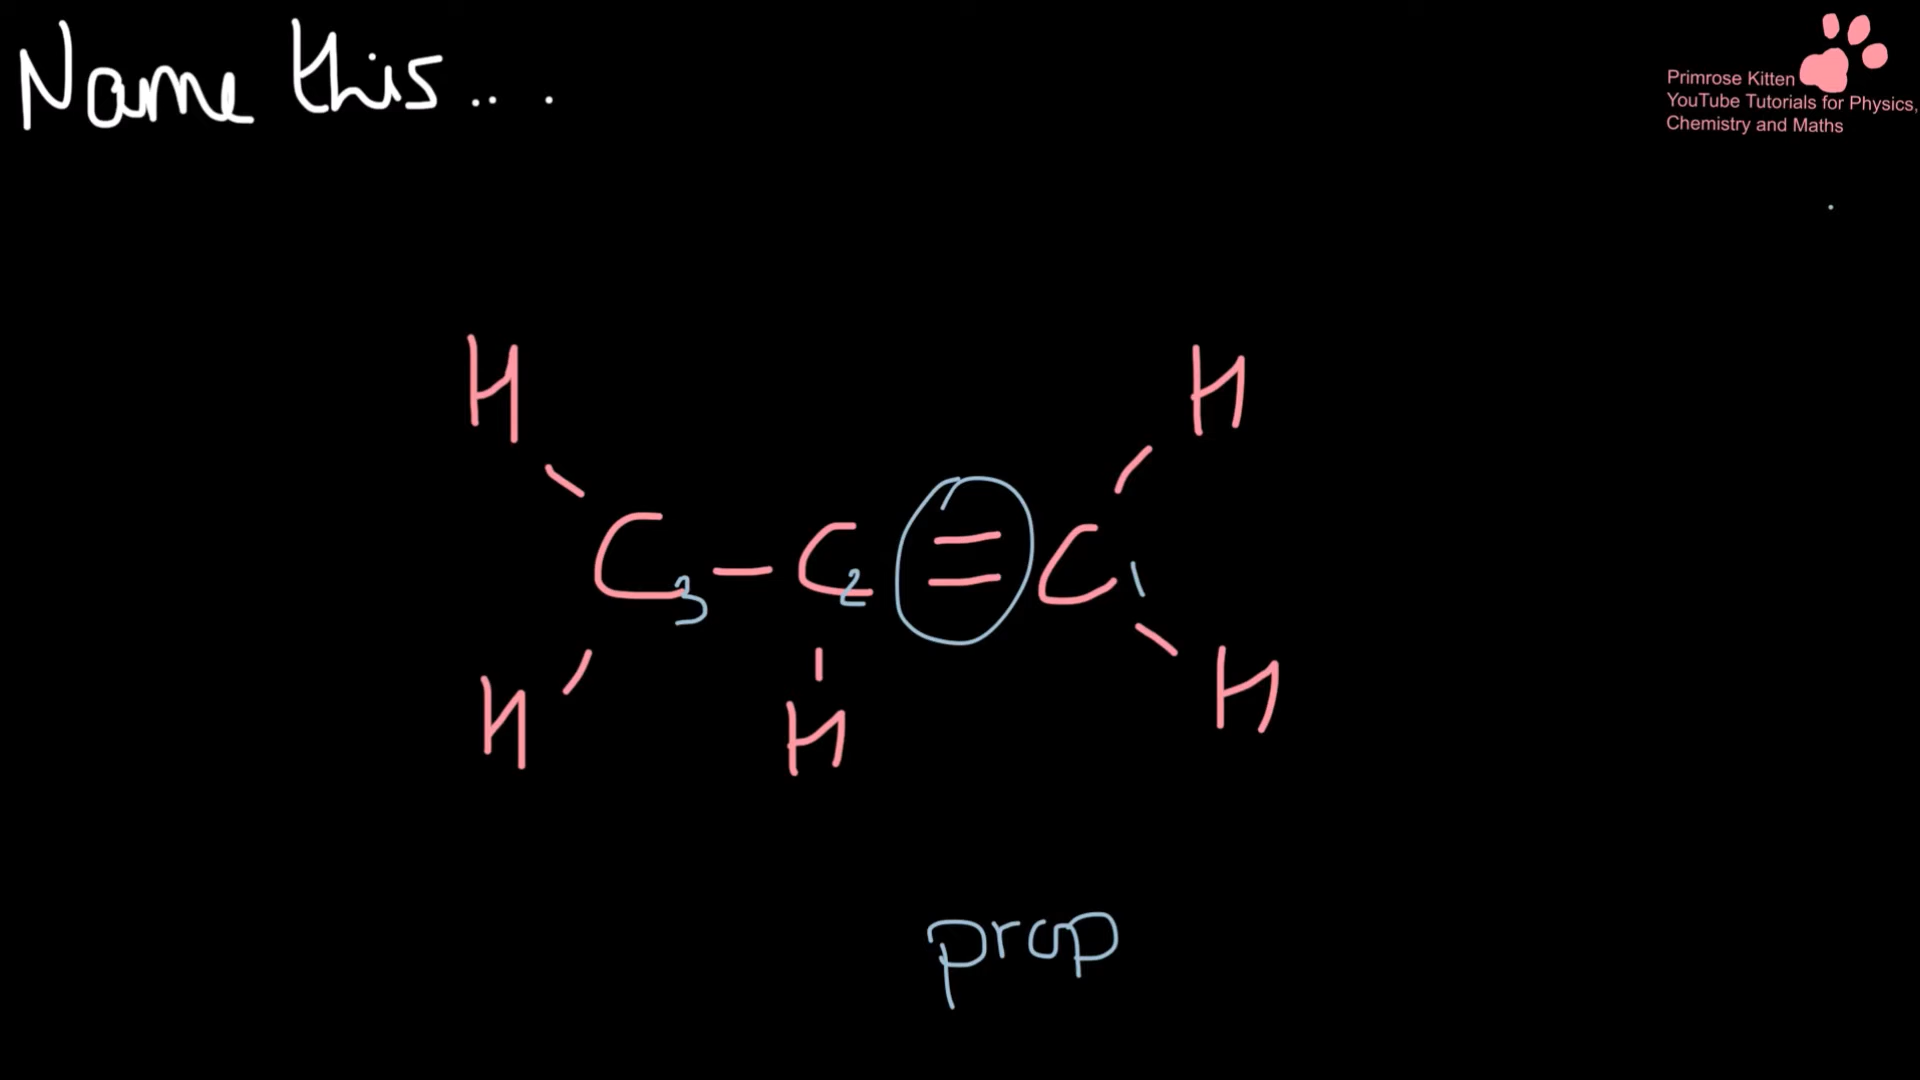 Name this...
Primrose Kitten
YouTube Tutorials for Physics,
Chemistry and Maths
H H
C3-C2=C1
H H H
prop